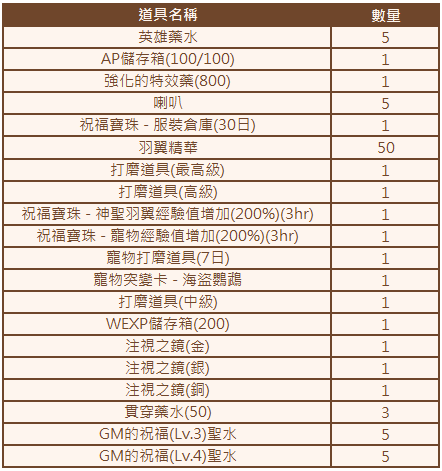 道具名稱 數量
英雄藥水 5
AP儲存箱(100/100) 1
強化的特效藥(800) 1
喇叭 5
祝福寶珠 - 服裝倉庫(30日) 1
羽翼精華 50
打磨道具(最高級) 1
打磨道具(高級) 1
祝福寶珠 - 神聖羽翼經驗值增加(200%)(3hr) 1
祝福寶珠 - 寵物經驗值增加(200%)(3hr) 1
寵物打磨道具(7日) 1
寵物突變卡 - 海盜鸚鵡 1
打磨道具(中級) 1
WEXP儲存箱(200) 1
注視之鏡(金) 1
注視之鏡(銀) 1
注視之鏡(銅) 1
貫穿藥水(50) 3
GM的祝福(Lv.3)聖水 5
GM的祝福(Lv.4)聖水 5